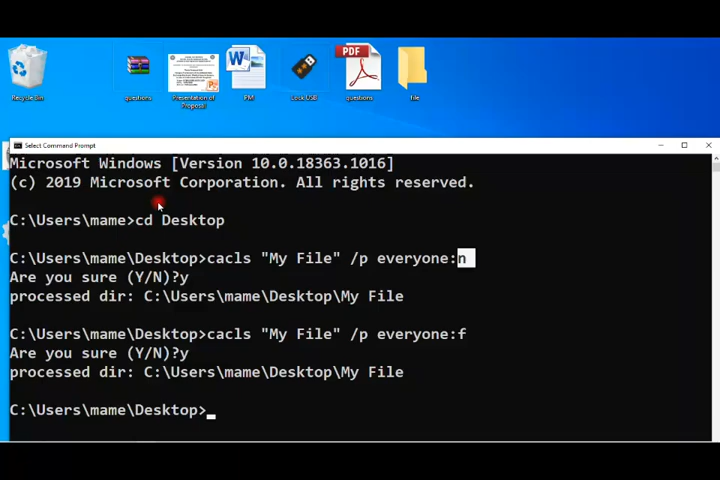 PDF
Recycle Bin
questions
Presentation of
Proposal
PM
Lock USB
questions
file
Select Command Prompt
Microsoft Windows [Version 10.0.18363.1016]
(c) 2019 Microsoft Corporation. All rights reserved.
C:\Users\mame>cd Desktop
C:\Users\mame\Desktop>cacls "My File" /p everyone:n
Are you sure (Y/N)?y
processed dir: C:\Users\mame\Desktop\My File
C:\Users\mame\Desktop>cacls "My File" /p everyone:f
Are you sure (Y/N)?y
processed dir: C:\Users\mame\Desktop\My File
C:\Users\mame\Desktop>